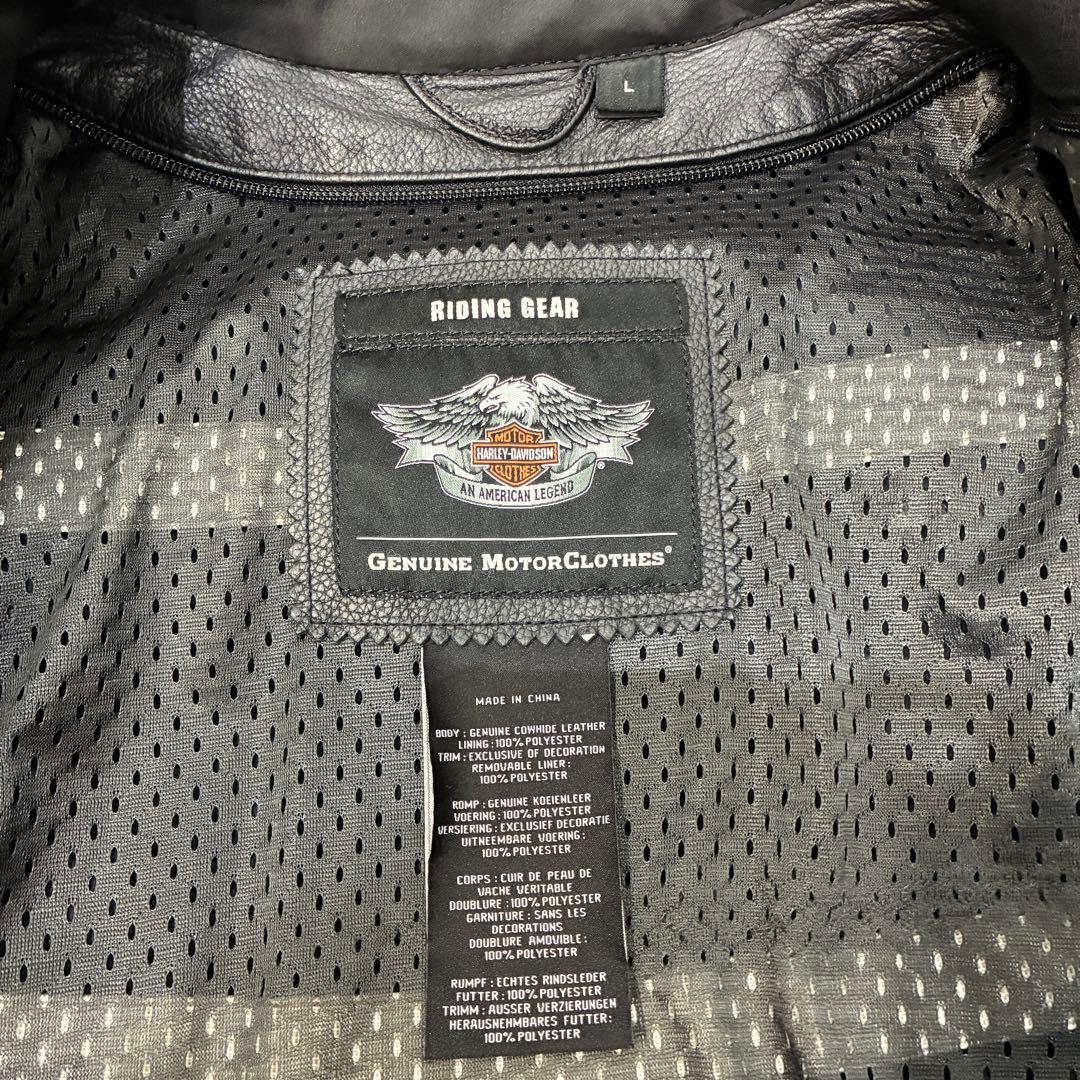 L
RIDING GEAR
MOTOR
HARLEY-DAVIDSON
CLOTHES
®
AN AMERICAN LEGEND
GENUINE MOTORCLOTHES®
MADE IN CHINA
BODY : GENUINE COWHIDE LEATHER
LINING : 100% POLYESTER
TRIM : EXCLUSIVE OF DECORATION
REMOVABLE LINER :
100% POLYESTER
ROMP : GENUINE KOEIENLEER
VOERING : 100% POLYESTER
VERSIERING : EXCLUSIEF DECORATIE
UITNEEMBARE VOERING :
100% POLYESTER
CORPS : CUIR DE PEAU DE
VACHE VÉRITABLE
DOUBLURE : 100% POLYESTER
GARNITURE : SANS LES
DECORATIONS
DOUBLURE AMOVIBLE :
100% POLYESTER
RUMPF : ECHTES RINDSLEDER
FUTTER : 100% POLYESTER
TRIMM : AUSSER VERZIERUNGEN
HERAUSNEHMBARES FUTTER :
100% POLYESTER